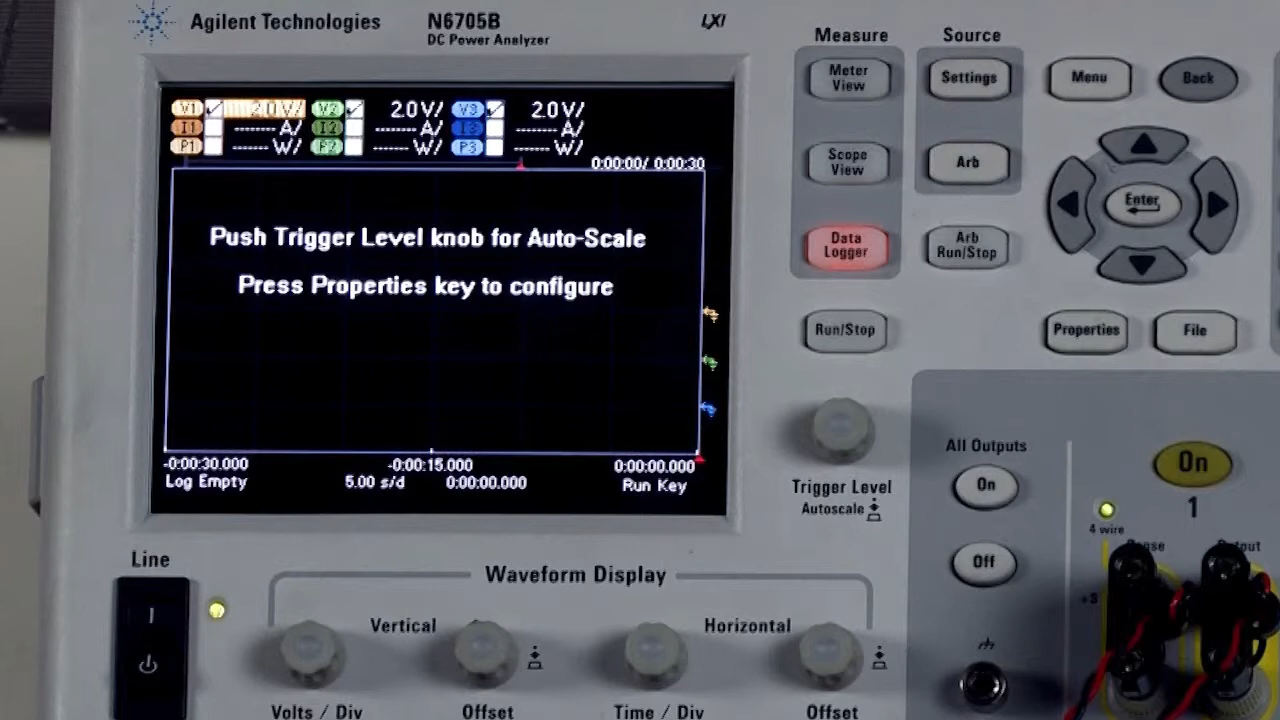 Agilent Technologies
N6705B
DC Power Analyzer
LXI
V1 2.0V/ V2 2.0V/ V3 2.0V/
I1 ------- A/ I2 ------- A/ I3 ------- A/
P1 ------- W/ P2 ------- W/ P3 ------- W/
0:00:00/ 0:00:30
Push Trigger Level knob for Auto-Scale
Press Properties key to configure
-0:00:30.000 -0:00:15.000 0:00:00.000
Log Empty 5.00 s/d 0:00:00.000 Run Key
Measure
Meter
View
Scope
View
Data
Logger
Run/Stop
Source
Settings
Arb
Arb
Run/Stop
Menu
Back
Enter
Properties
File
Trigger Level
Autoscale
All Outputs
On
Off
On
1
4 wire
Line
Waveform Display
Vertical
Horizontal
Volts / Div
Offset
Time / Div
Offset